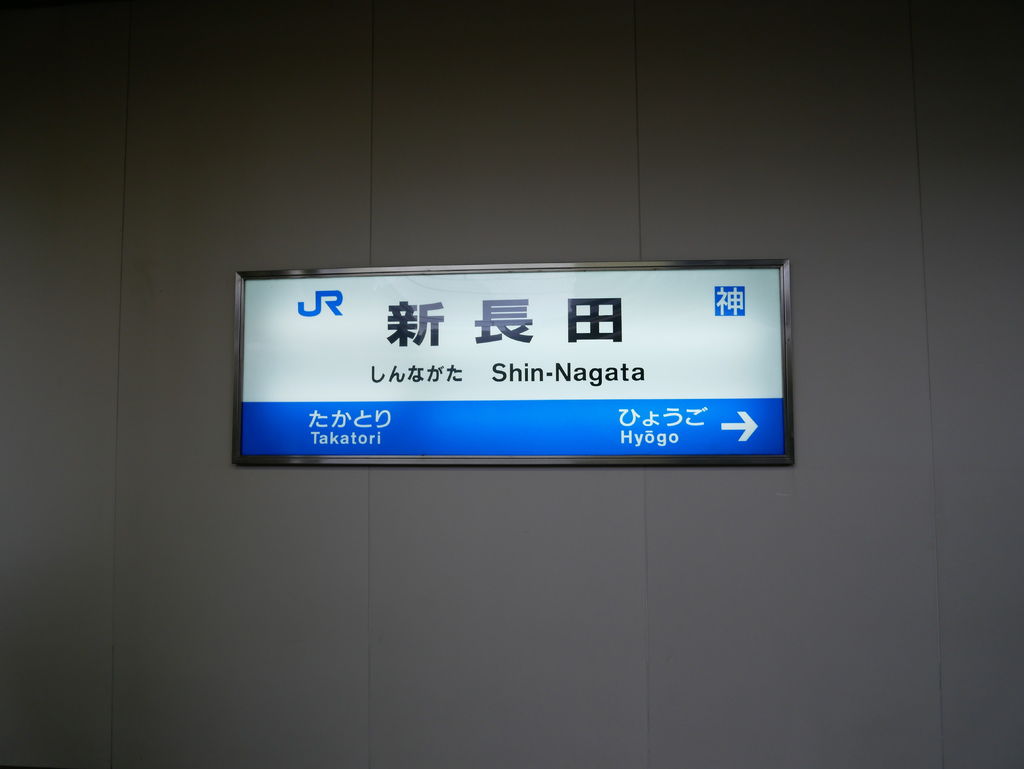 JR 新長田 神
しんながた Shin-Nagata
たかとり ひょうご →
Takatori Hyōgo